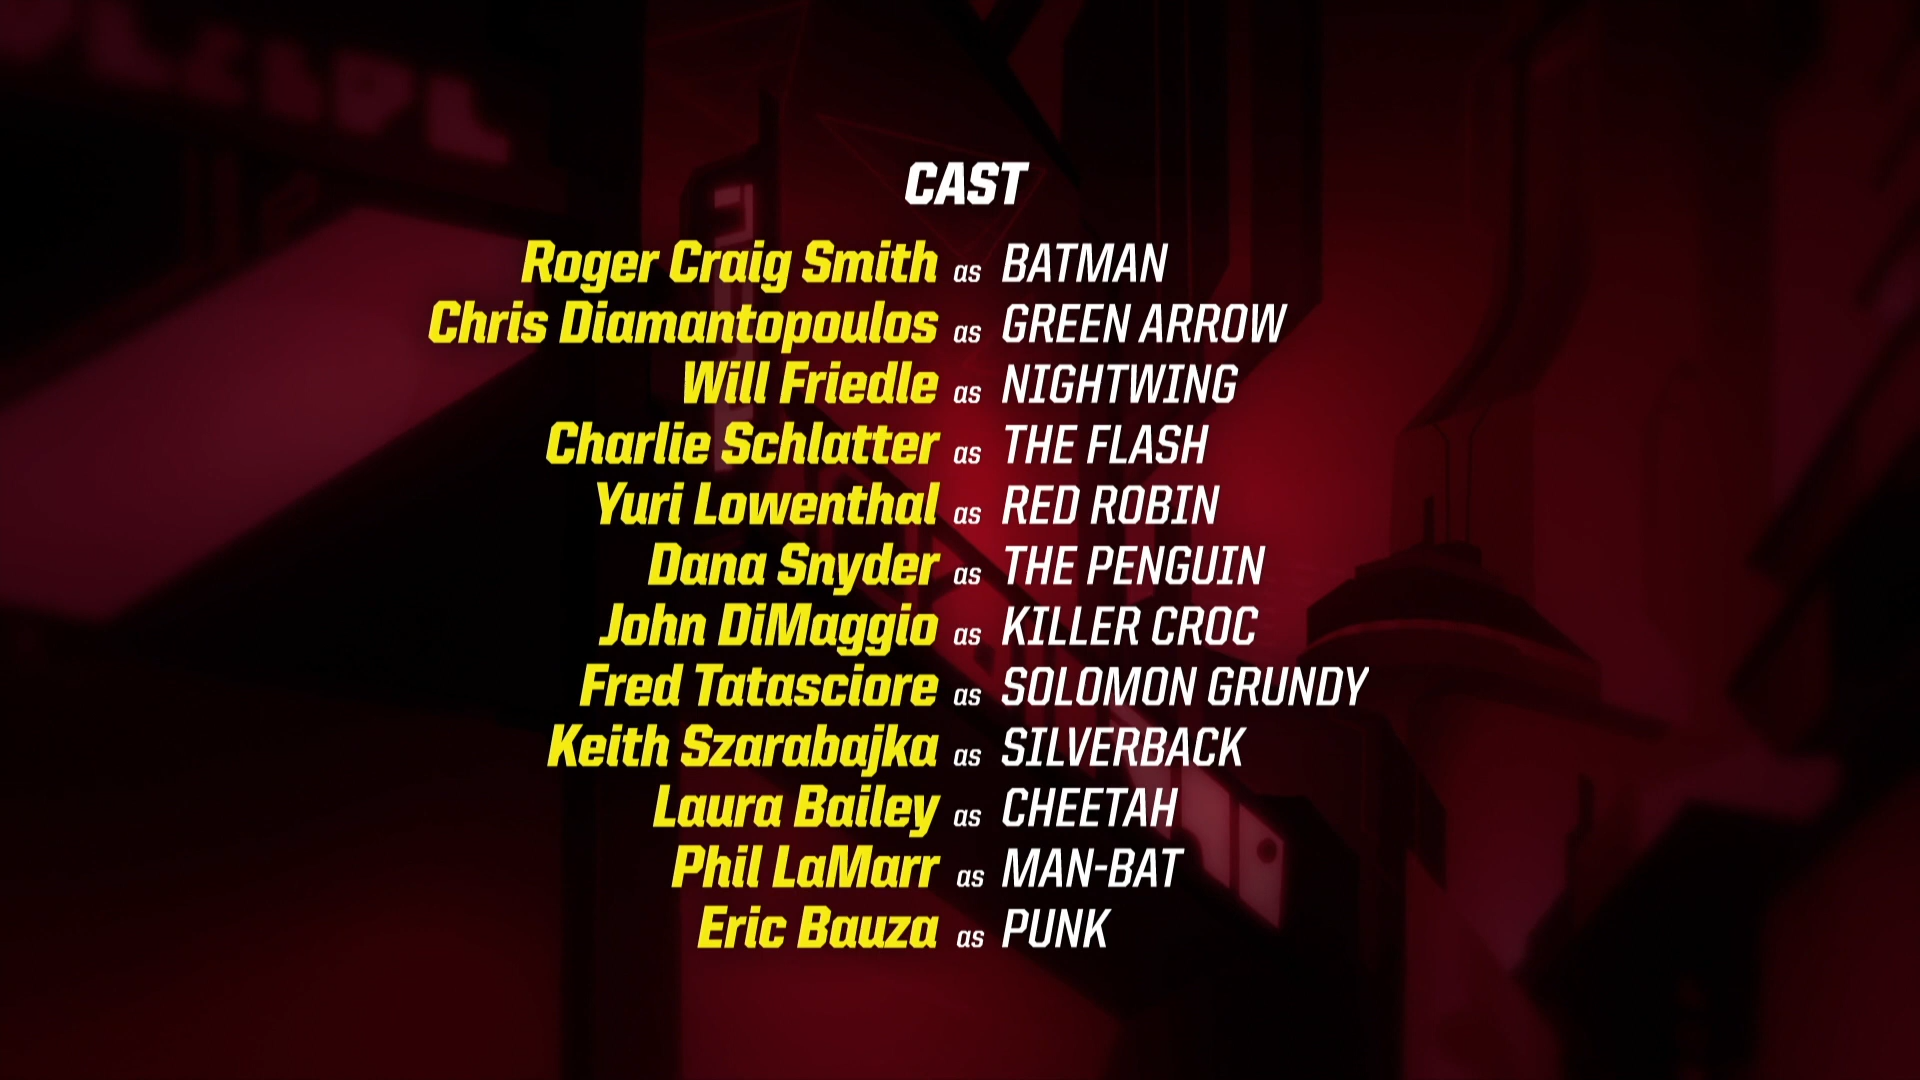 CAST
Roger Craig Smith as BATMAN
Chris Diamantopoulos as GREEN ARROW
Will Friedle as NIGHTWING
Charlie Schlatter as THE FLASH
Yuri Lowenthal as RED ROBIN
Dana Snyder as THE PENGUIN
John DiMaggio as KILLER CROC
Fred Tatasciore as SOLOMON GRUNDY
Keith Szarabajka as SILVERBACK
Laura Bailey as CHEETAH
Phil LaMarr as MAN-BAT
Eric Bauza as PUNK